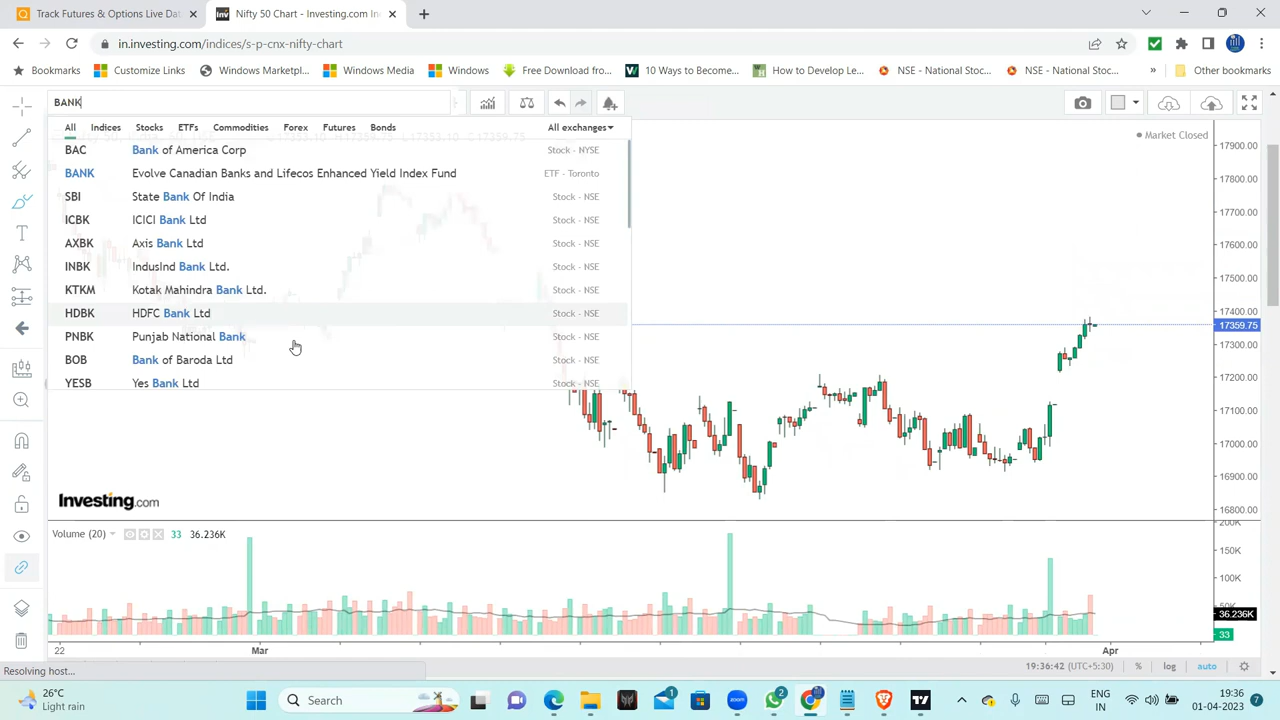 Track Futures & Options Live Dat
Nifty 50 Chart - Investing.com In
in.investing.com/indices/s-p-cnx-nifty-chart
Bookmarks
Customize Links
Windows Marketpl...
Windows Media
Windows
Free Download fro...
10 Ways to Become...
How to Develop Le...
NSE - National Stoc...
NSE - National Stoc...
Other bookmarks
BANK
All
Indices
Stocks
ETFs
Commodities
Forex
Futures
Bonds
All exchanges
Market Closed
BAC Bank of America Corp Stock - NYSE
BANK Evolve Canadian Banks and Lifecos Enhanced Yield Index Fund ETF - Toronto
SBI State Bank Of India Stock - NSE
ICBK ICICI Bank Ltd Stock - NSE
AXBK Axis Bank Ltd Stock - NSE
INBK IndusInd Bank Ltd. Stock - NSE
KTKM Kotak Mahindra Bank Ltd. Stock - NSE
HDBK HDFC Bank Ltd Stock - NSE
PNBK Punjab National Bank Stock - NSE
BOB Bank of Baroda Ltd Stock - NSE
YESB Yes Bank Ltd Stock - NSE
17900.00
17800.00
17700.00
17600.00
17500.00
17400.00
17359.75
17300.00
17200.00
17100.00
17000.00
16900.00
16800.00
Investing.com
Volume (20) 33 36.236K
200K
150K
100K
50K
36.236K
33
22 Mar Apr
Resolving host...
19:36:42 (UTC+5:30) % log auto
26°C
Light rain
Search
1
2
ENG
IN
19:36
01-04-2023